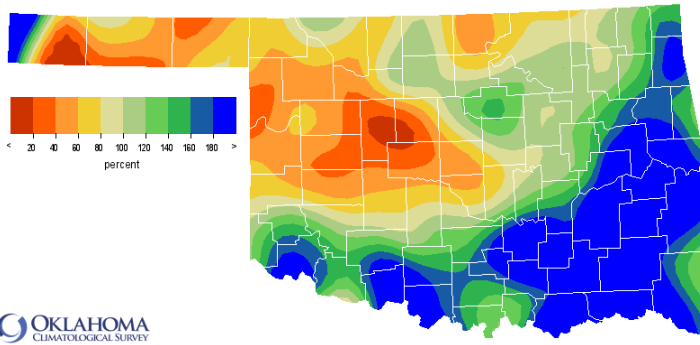 < 20 40 60 80 100 120 140 160 180 >
percent
OKLAHOMA
CLIMATOLOGICAL SURVEY